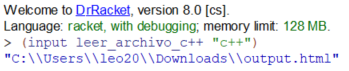 Welcome to DrRacket, version 8.0 [cs].
Language: racket, with debugging; memory limit: 128 MB.
> (input leer_archivo_c++ "c++")
"C:\\Users\\leo20\\Downloads\\output.html"